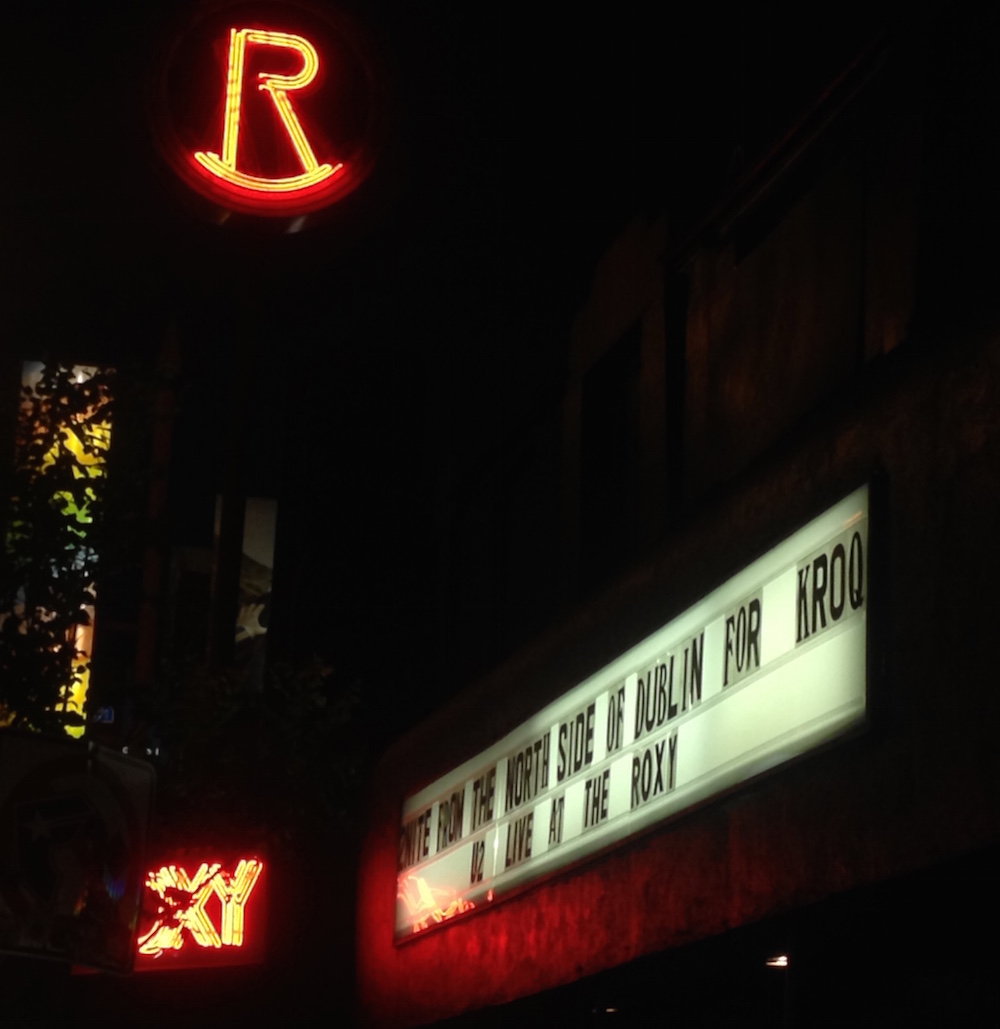 R
FROM THE NORTH SIDE OF DUBLIN FOR KROQ
U2 LIVE AT THE ROXY
XY